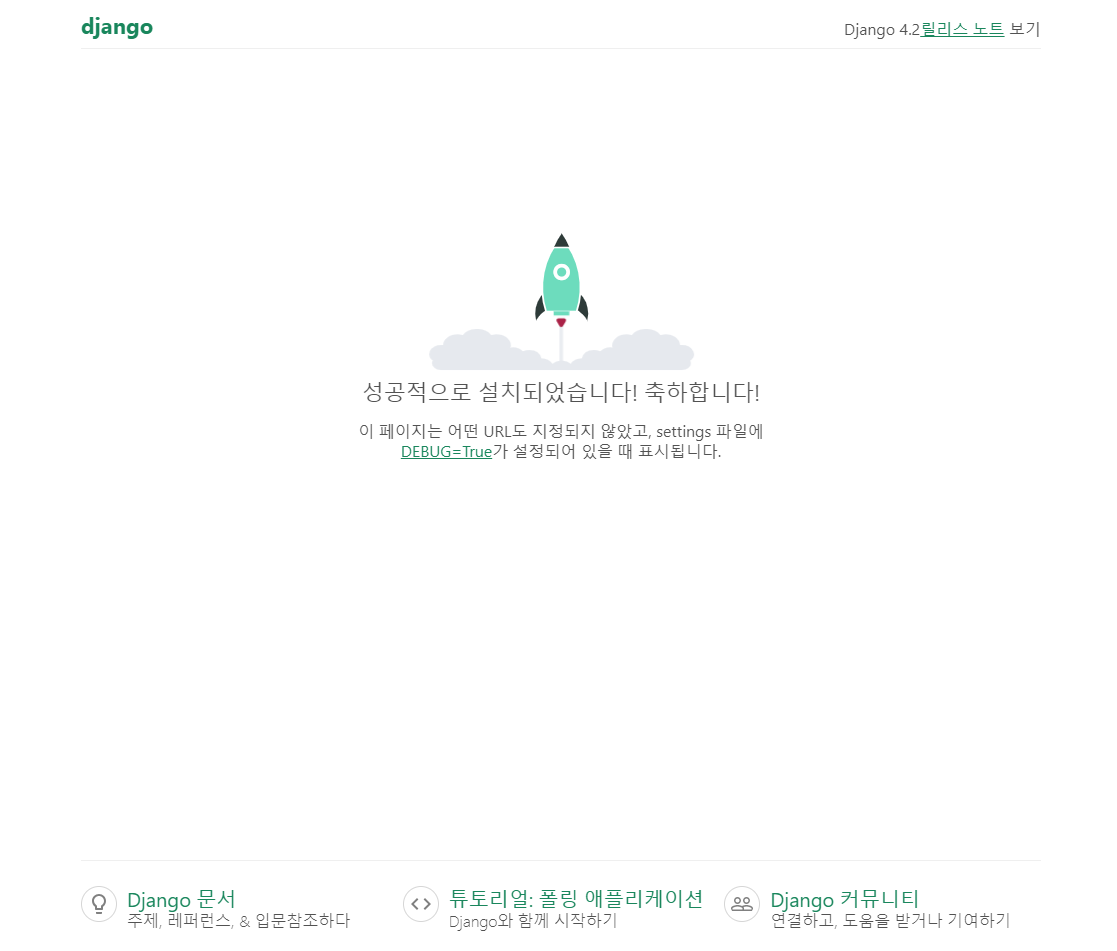 django
Django 4.2릴리스 노트 보기
성공적으로 설치되었습니다! 축하합니다!
이 페이지는 어떤 URL도 지정되지 않았고, settings 파일에
DEBUG=True가 설정되어 있을 때 표시됩니다.
Django 문서
주제, 레퍼런스, & 입문참조하다
튜토리얼: 폴링 애플리케이션
Django와 함께 시작하기
Django 커뮤니티
연결하고, 도움을 받거나 기여하기